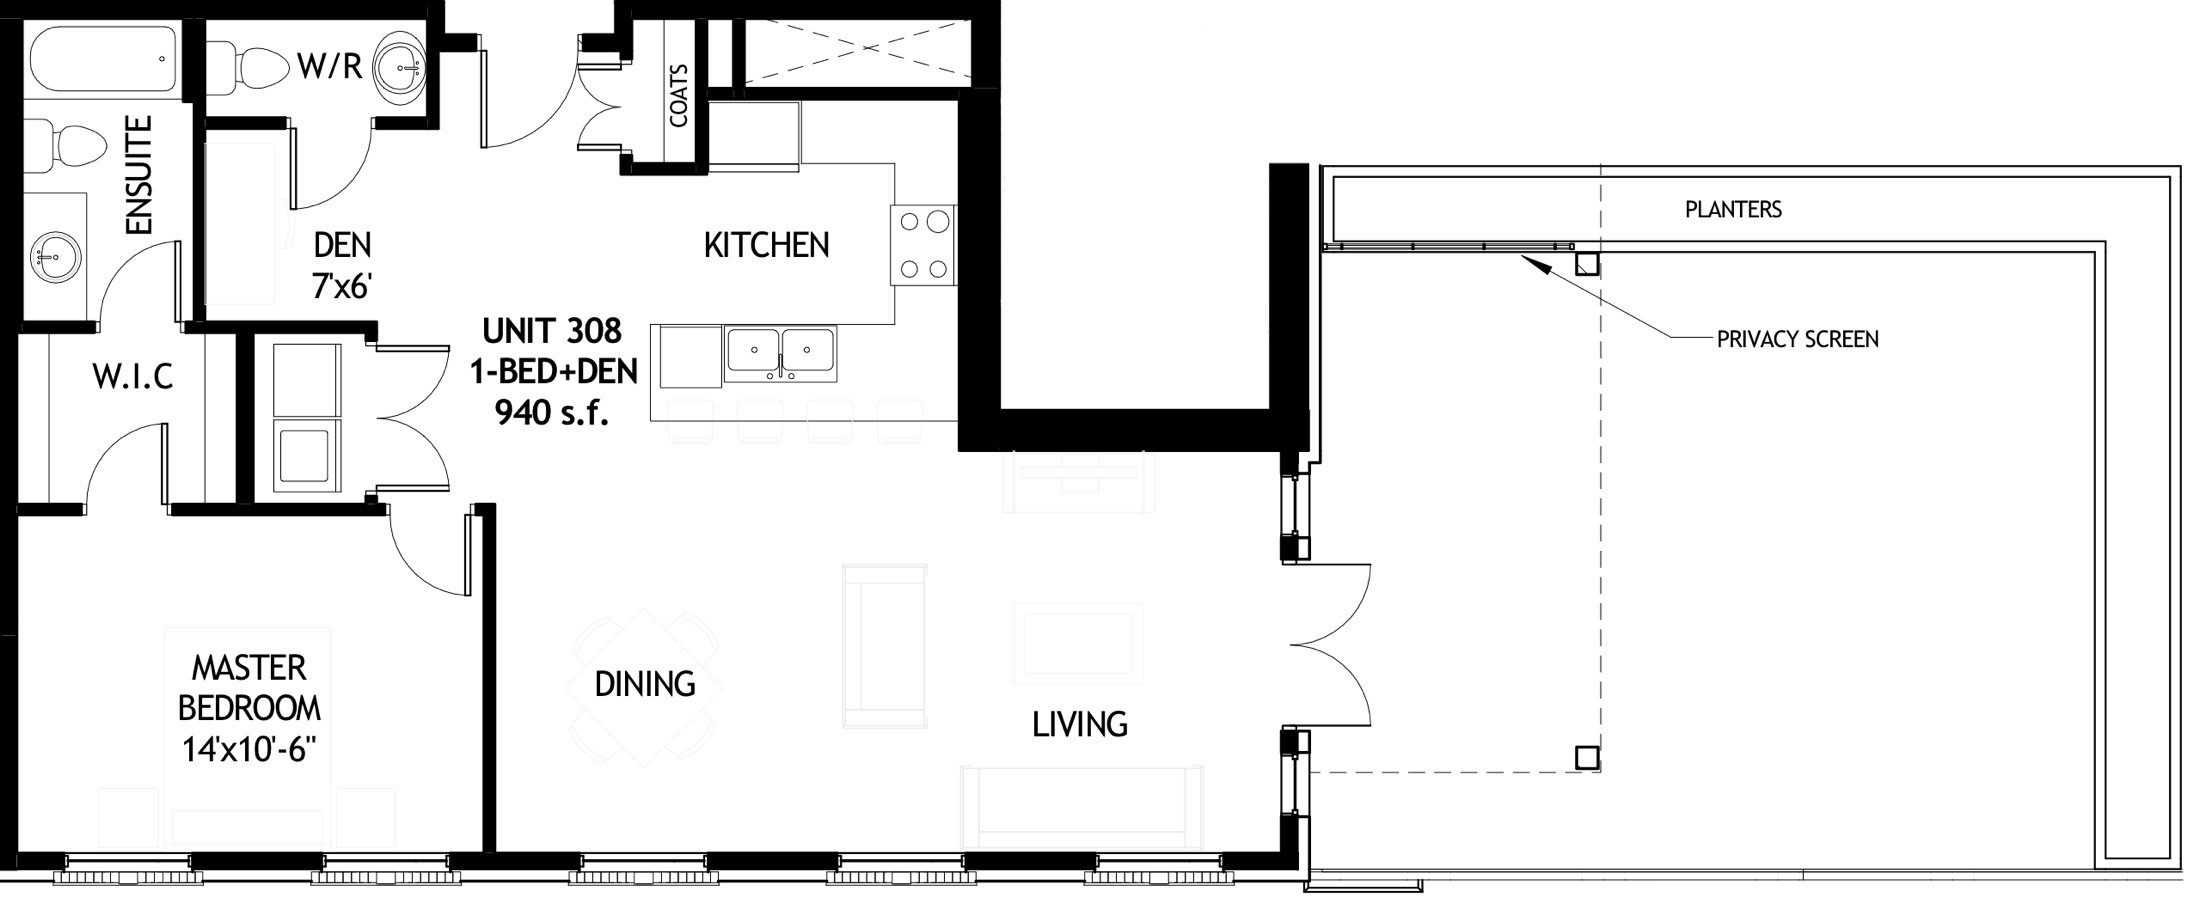 W/R
COATS
ENSUITE
DEN
7'x6'
KITCHEN
PLANTERS
PRIVACY SCREEN
UNIT 308
1-BED+DEN
940 s.f.
W.I.C
MASTER
BEDROOM
14'x10'-6"
DINING
LIVING